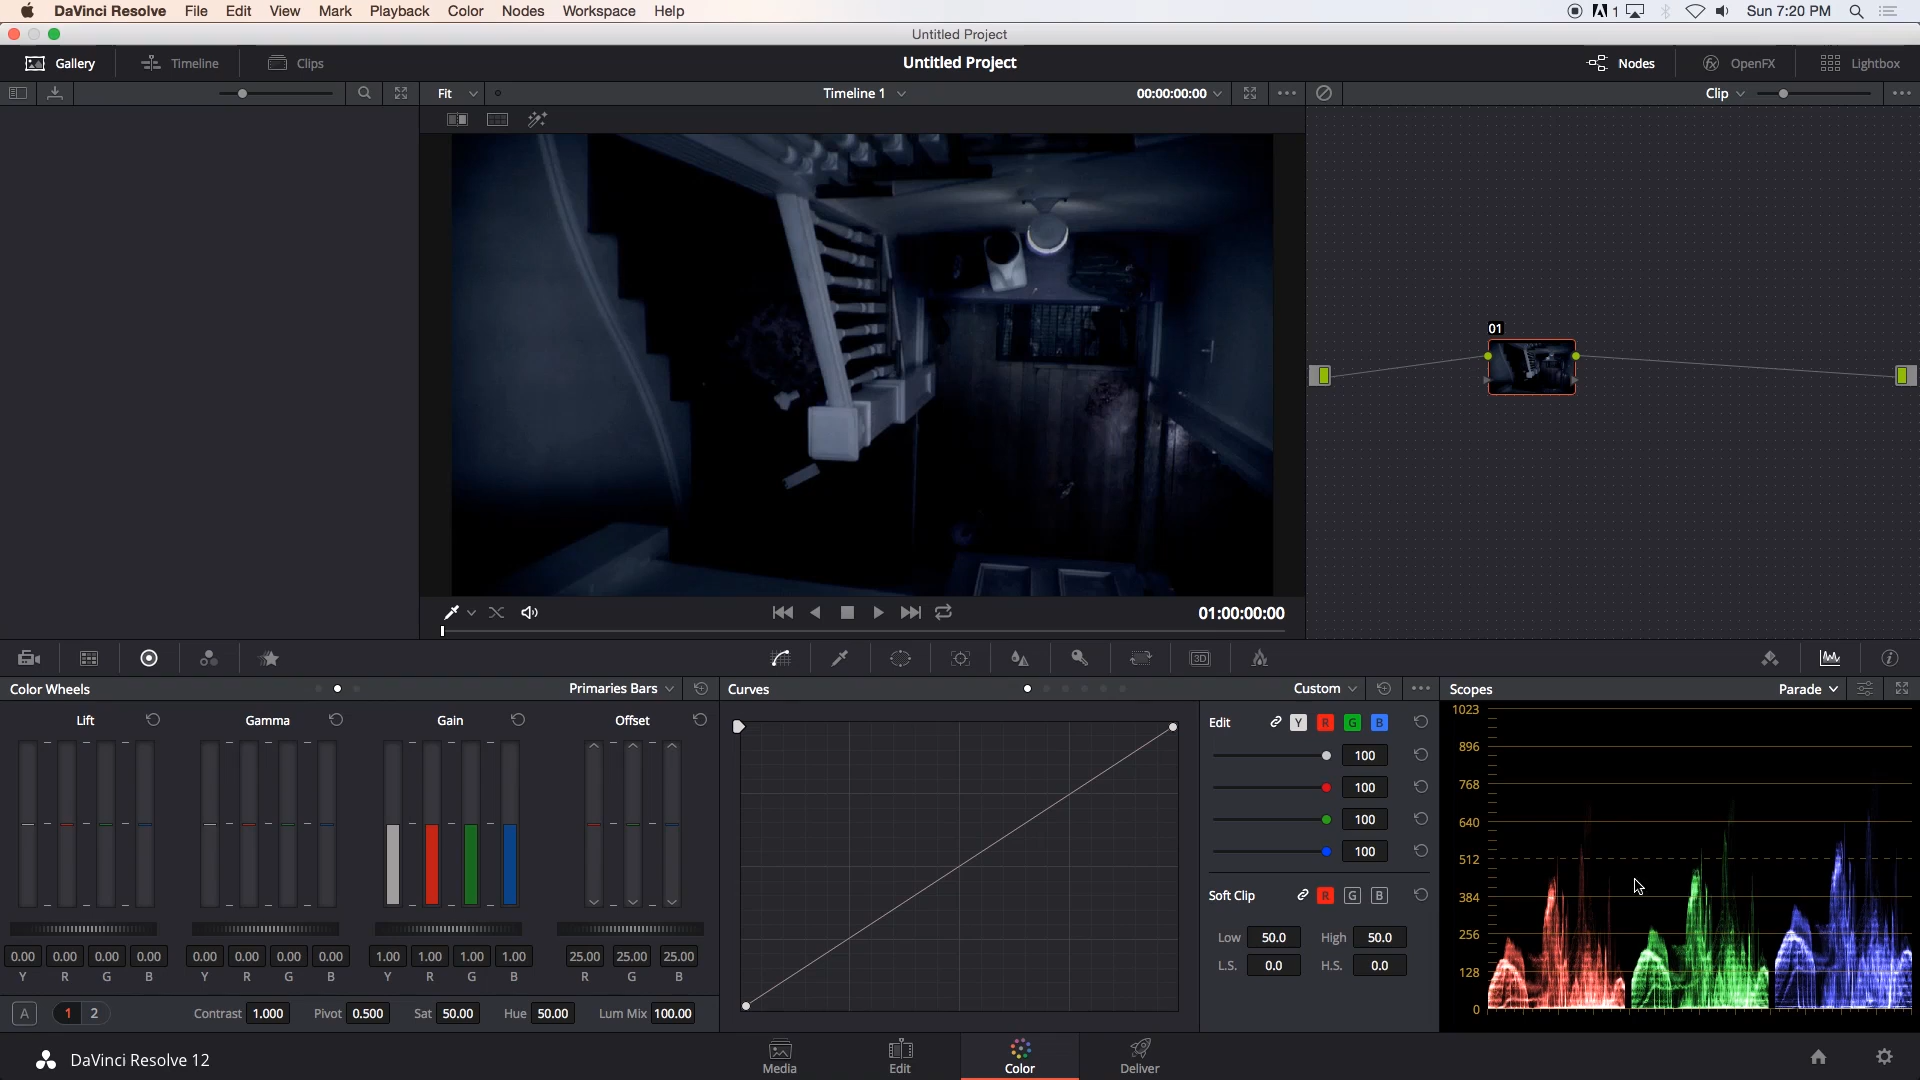 DaVinci Resolve File Edit View Mark Playback Color Nodes Workspace Help 1 Sun 7:20 PM
Untitled Project
Gallery Timeline Clips Untitled Project Nodes OpenFX Lightbox
Fit Timeline 1 00:00:00:00 Clip
01
01:00:00:00
3D
Color Wheels Primaries Bars Curves Custom Scopes Parade
Lift Gamma Gain Offset
Edit Y R G B
100
100
100
100
Soft Clip R G B
Low 50.0 High 50.0
L.S. 0.0 H.S. 0.0
1023
896
768
640
512
384
256
128
0
0.00 0.00 0.00 0.00 0.00 0.00 0.00 0.00 1.00 1.00 1.00 1.00 25.00 25.00 25.00
Y R G B Y R G B Y R G B R G B
A 1 2 Contrast 1.000 Pivot 0.500 Sat 50.00 Hue 50.00 Lum Mix 100.00
DaVinci Resolve 12 Media Edit Color Deliver